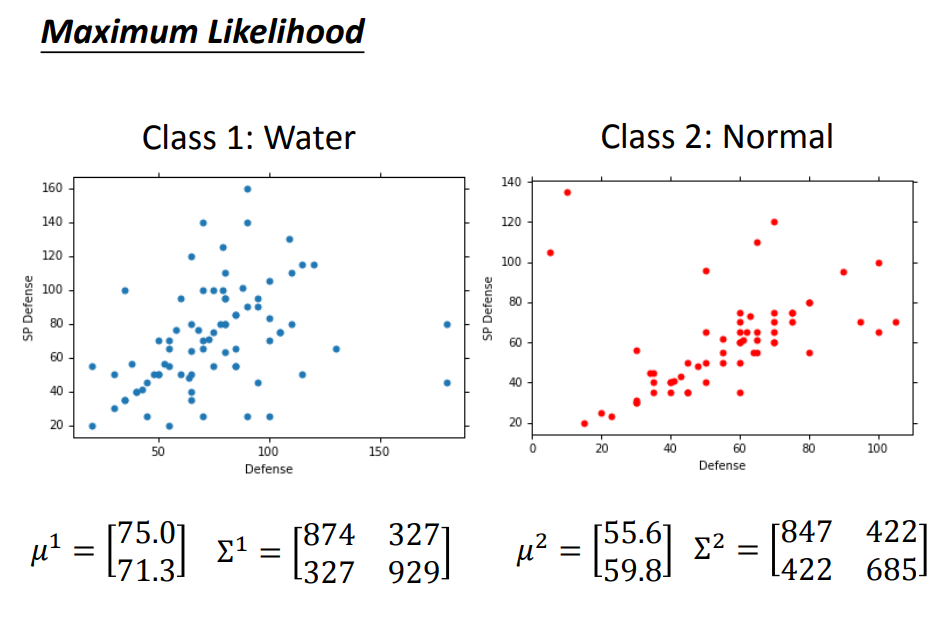 Maximum Likelihood
Class 1: Water
Class 2: Normal
160
140
120
100
80
60
40
20
SP Defense
50
100
150
Defense
140
120
100
80
60
40
20
SP Defense
0
20
40
60
80
100
Defense
μ¹ = [75.0 71.3] Σ¹ = [874 327 327 929]
μ² = [55.6 59.8] Σ² = [847 422 422 685]